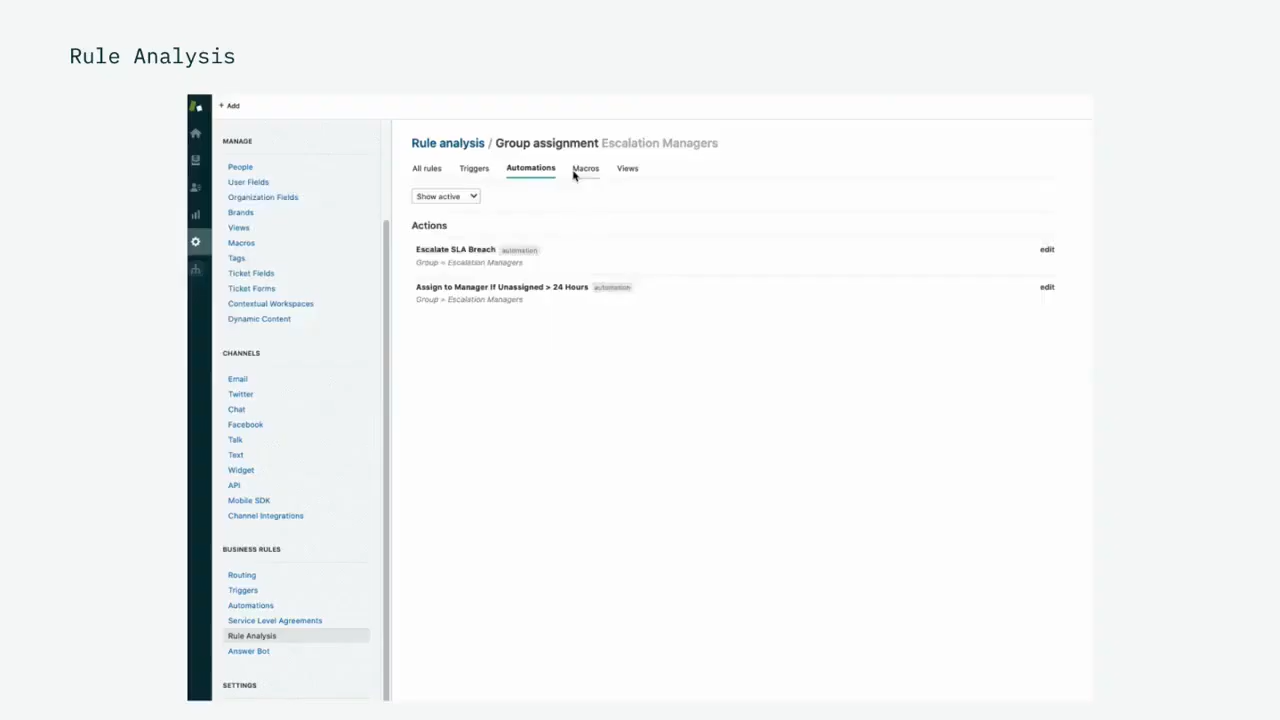 Rule Analysis
+ Add
MANAGE
People
User Fields
Organization Fields
Brands
Views
Macros
Tags
Ticket Fields
Ticket Forms
Contextual Workspaces
Dynamic Content
CHANNELS
Email
Twitter
Chat
Facebook
Talk
Text
Widget
API
Mobile SDK
Channel Integrations
BUSINESS RULES
Routing
Triggers
Automations
Service Level Agreements
Rule Analysis
Answer Bot
SETTINGS
Rule analysis / Group assignment Escalation Managers
All rules Triggers Automations Macros Views
Show active
Actions
Escalate SLA Breach automation edit
Group » Escalation Managers
Assign to Manager If Unassigned > 24 Hours automation edit
Group » Escalation Managers